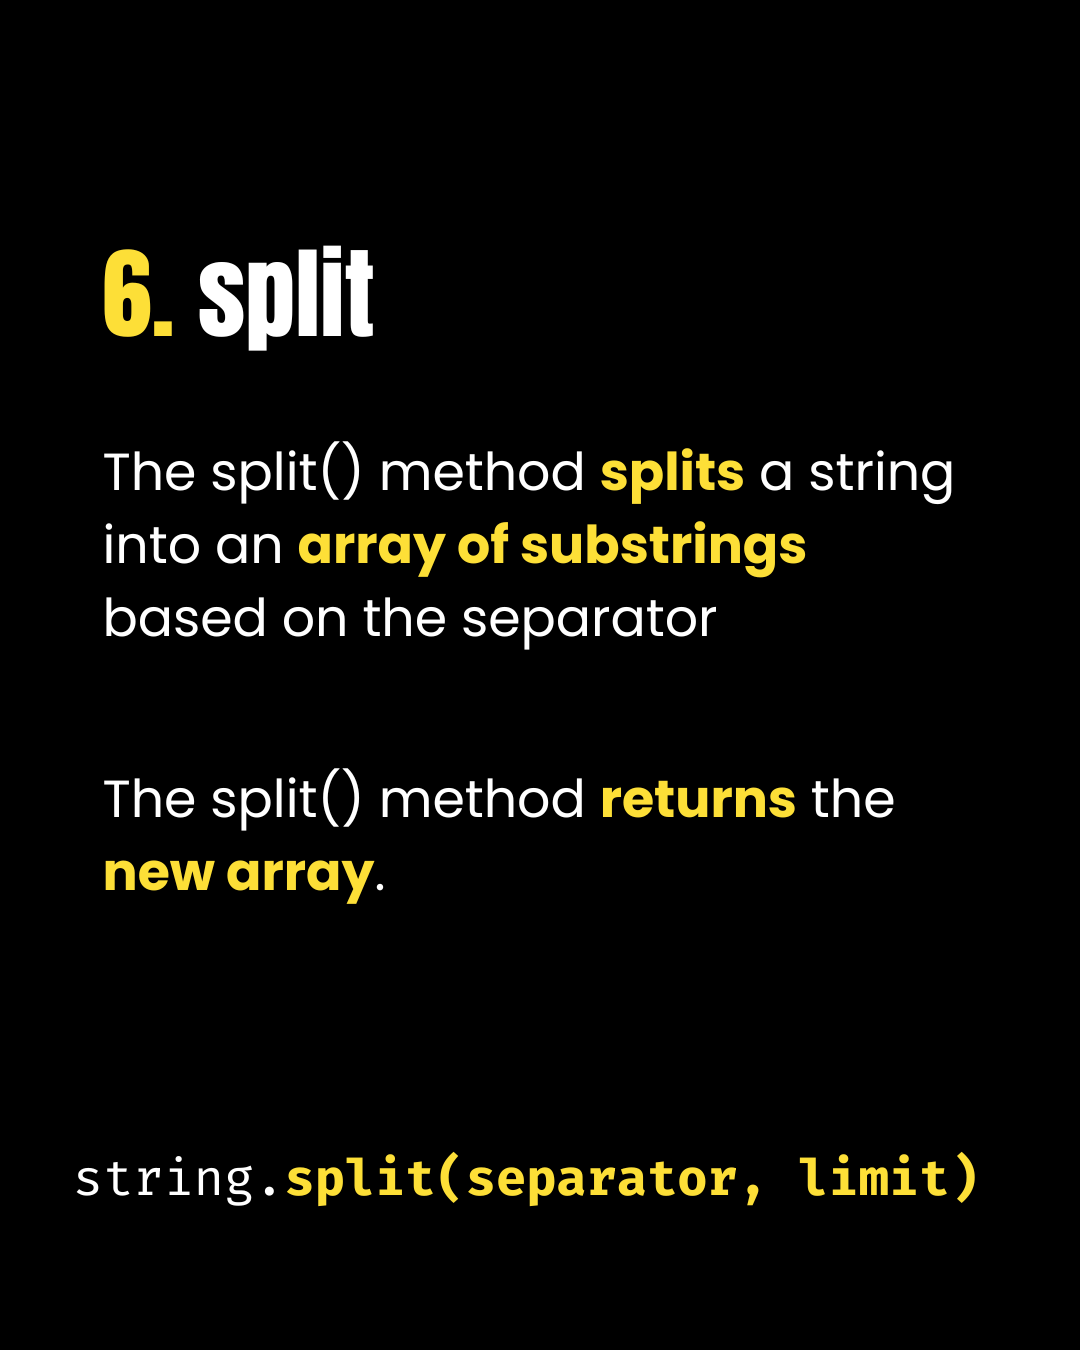 6. split
The split() method splits a string
into an array of substrings
based on the separator
The split() method returns the
new array.
string.split(separator, limit)